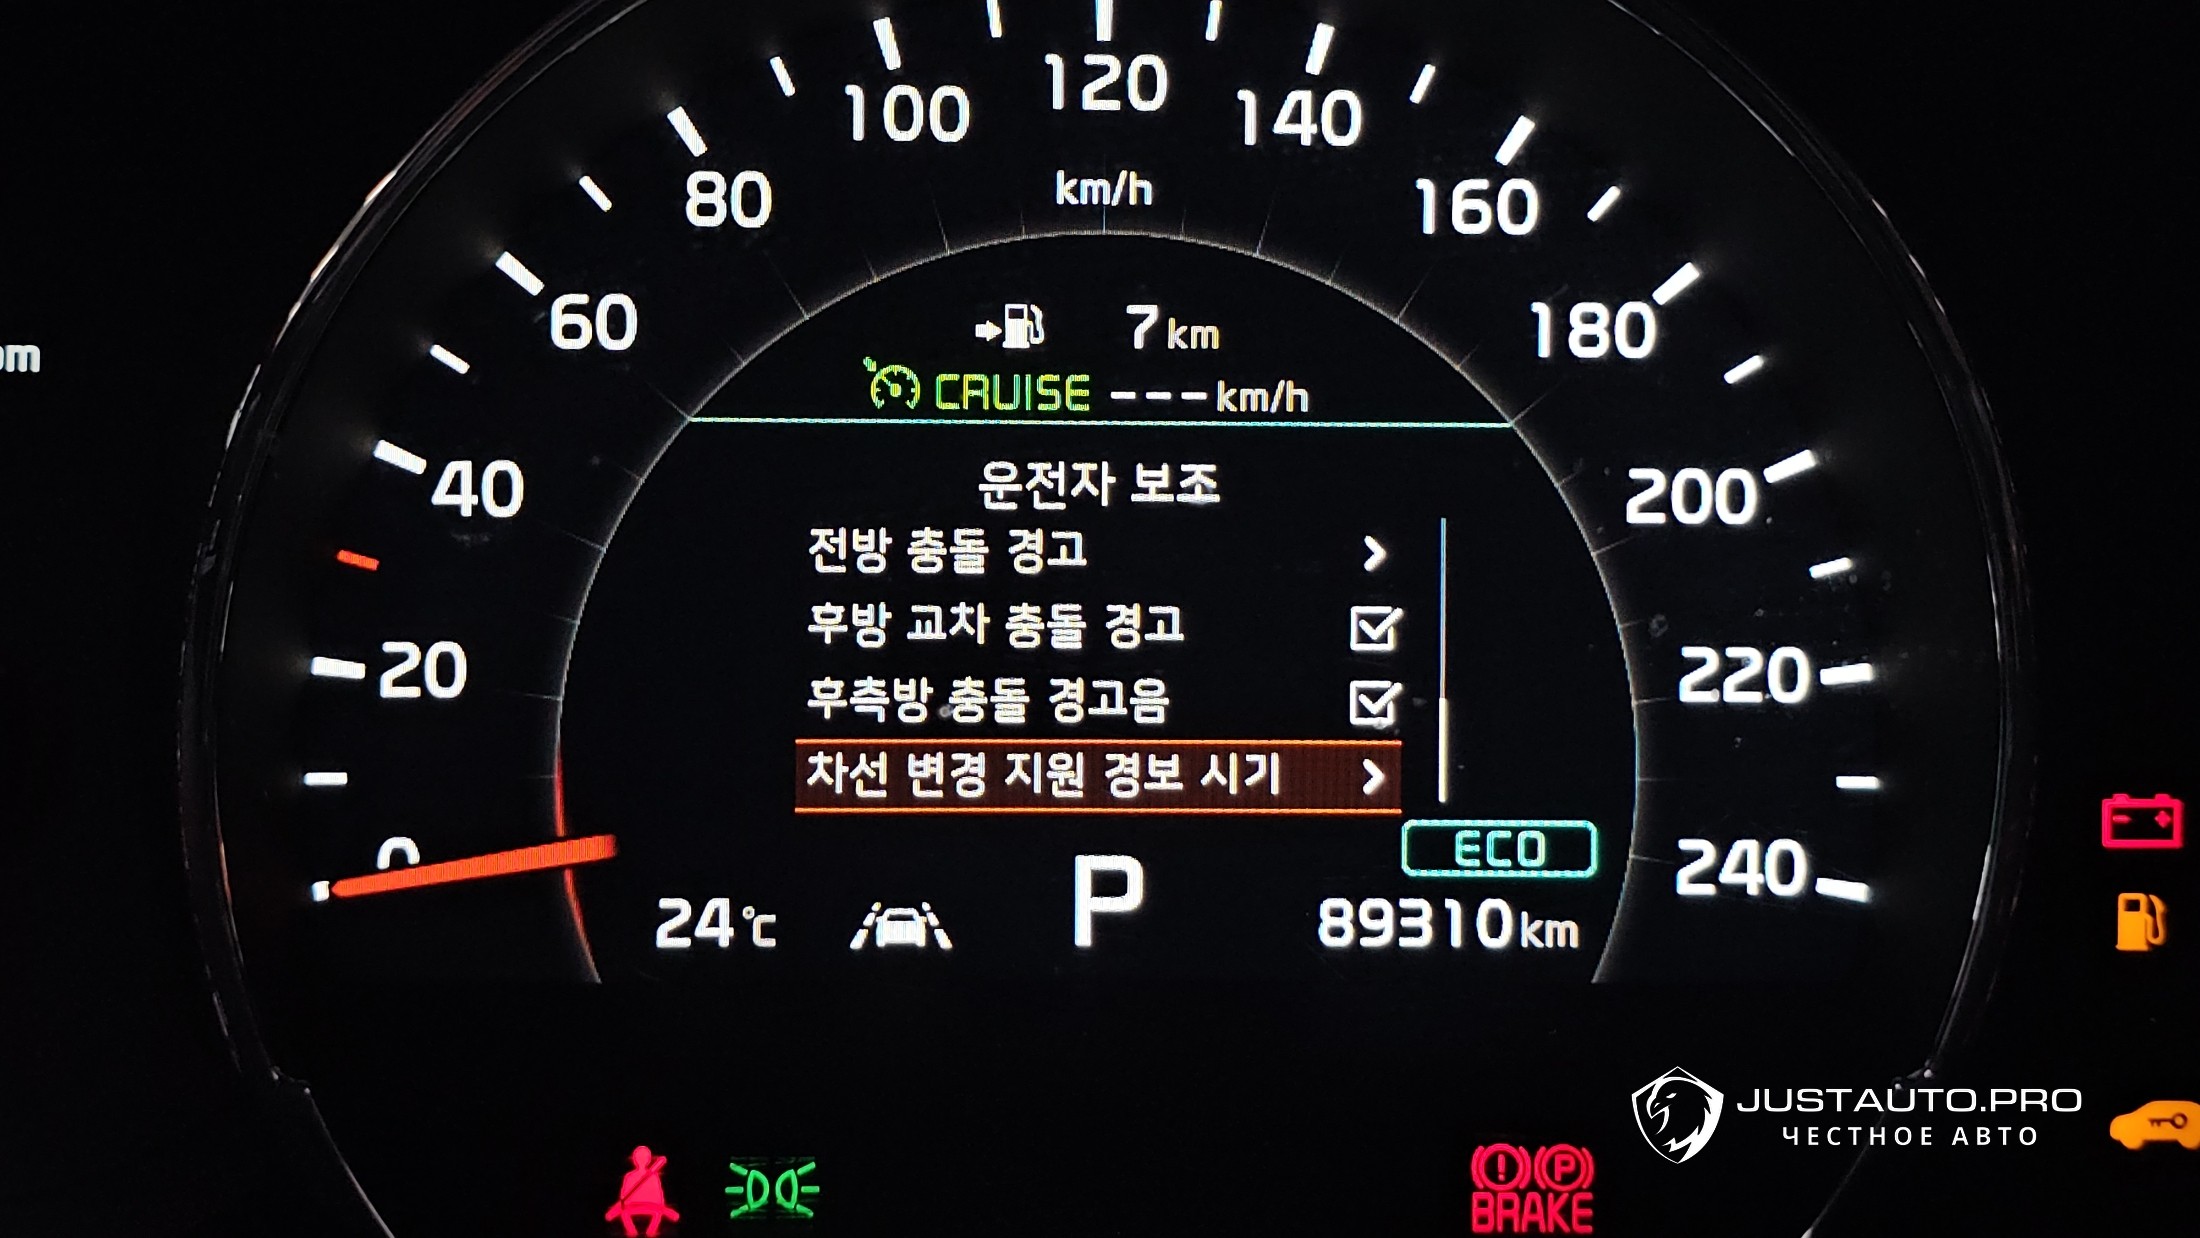 100
120
140
80
km/h
160
60
7 km
180
CRUISE ---km/h
40
운전자 보조
200
전방 충돌 경고
후방 교차 충돌 경고
20
220
후측방 충돌 경고음
차선 변경 지원 경보 시기
0
ECO
240
24°C
P
89310 km
JUSTAUTO.PRO
ЧЕСТНОЕ АВТО
P
BRAKE